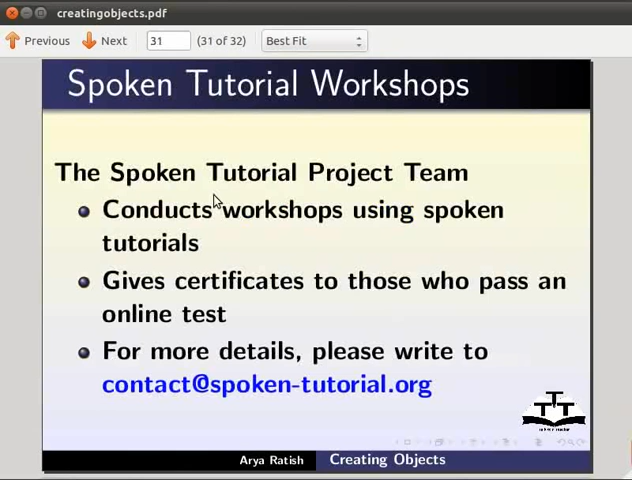 creatingobjects.pdf
Previous Next 31 (31 of 32) Best Fit
Spoken Tutorial Workshops
The Spoken Tutorial Project Team
Conducts workshops using spoken
tutorials
Gives certificates to those who pass an
online test
For more details, please write to
contact@spoken-tutorial.org
Arya Ratish Creating Objects